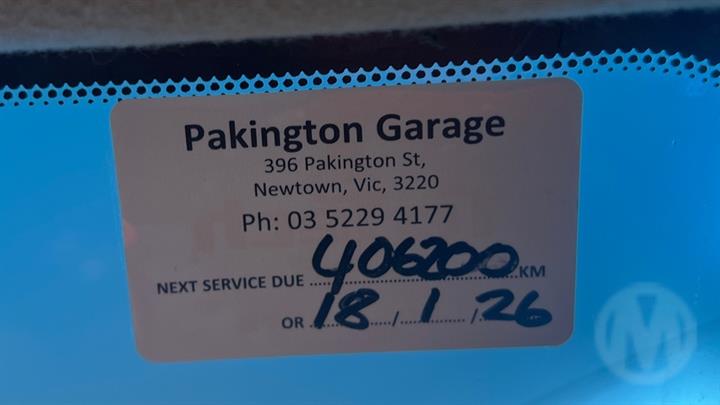 Pakington Garage
396 Pakington St,
Newtown, Vic, 3220
Ph: 03 5229 4177
NEXT SERVICE DUE 406200 KM
OR 18 / 1 / 26
M